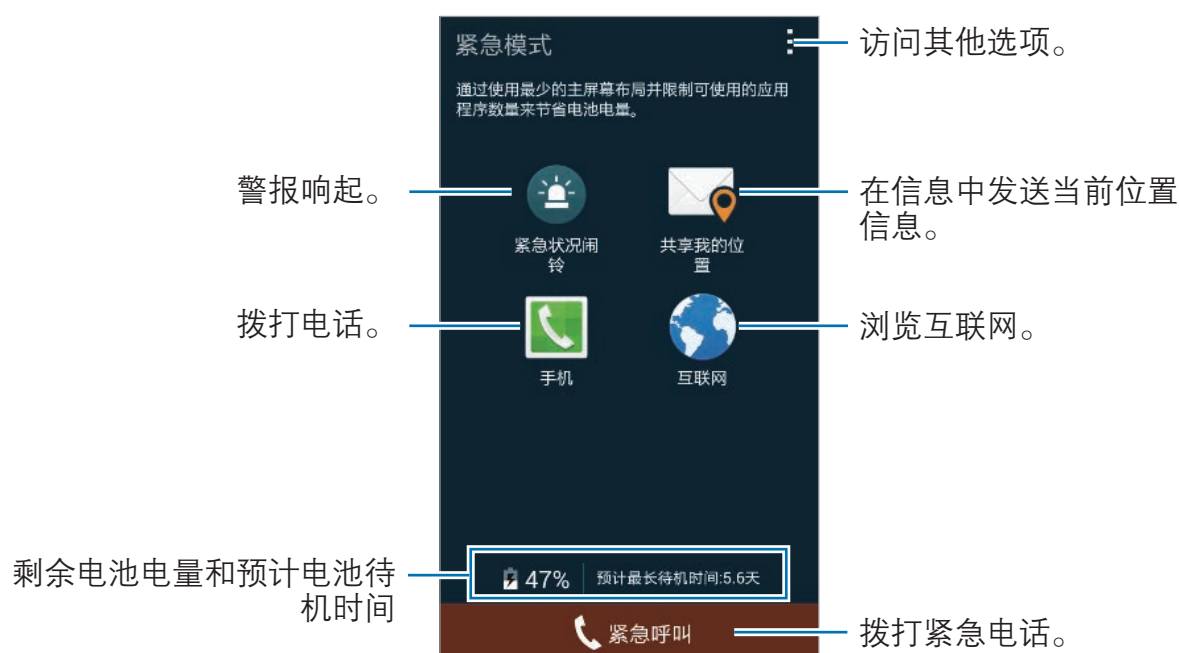 紧急模式
访问其他选项。
通过使用最少的主屏幕布局并限制可使用的应用
程序数量来节省电池电量。
警报响起。
在信息中发送当前位置
信息。
紧急状况闹
铃
共享我的位
置
拨打电话。
浏览互联网。
手机
互联网
剩余电池电量和预计电池待
机时间
47%
预计最长待机时间:5.6天
紧急呼叫
拨打紧急电话。